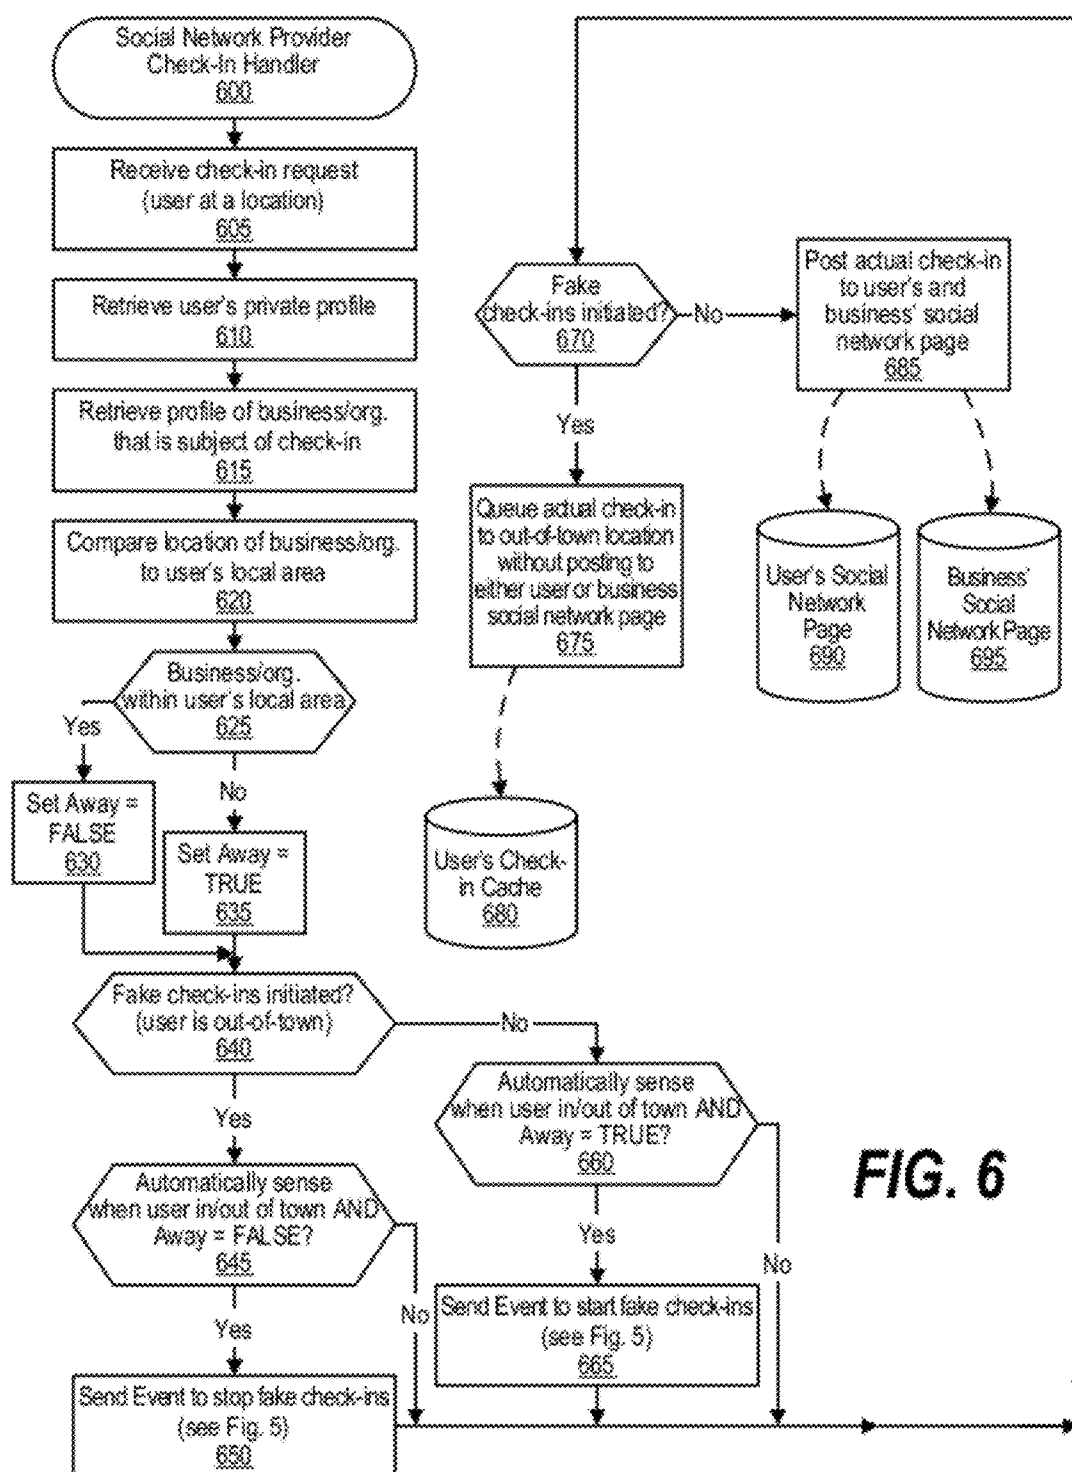 Social Network Provider
Check-In Handler
600
Receive check-in request
(user at a location)
605
Retrieve user's private profile
610
Retrieve profile of business/org.
that is subject of check-in
615
Compare location of business/org.
to user's local area
620
Business/org.
within user's local area
625
Yes
No
Set Away =
FALSE
630
Set Away =
TRUE
635
Fake check-ins initiated?
(user is out-of-town)
640
No
Yes
Automatically sense
when user in/out of town AND
Away = FALSE?
645
No
Yes
Send Event to stop fake check-ins
(see Fig. 5)
650
Automatically sense
when user in/out of town AND
Away = TRUE?
660
Yes
No
Send Event to start fake check-ins
(see Fig. 5)
665
Fake
check-ins initiated?
670
No
Yes
Queue actual check-in
to out-of-town location
without posting to
either user or business
social network page
675
User's Check-
in Cache
680
Post actual check-in
to user's and
business' social
network page
685
User's Social
Network
Page
690
Business'
Social
Network Page
695
FIG. 6